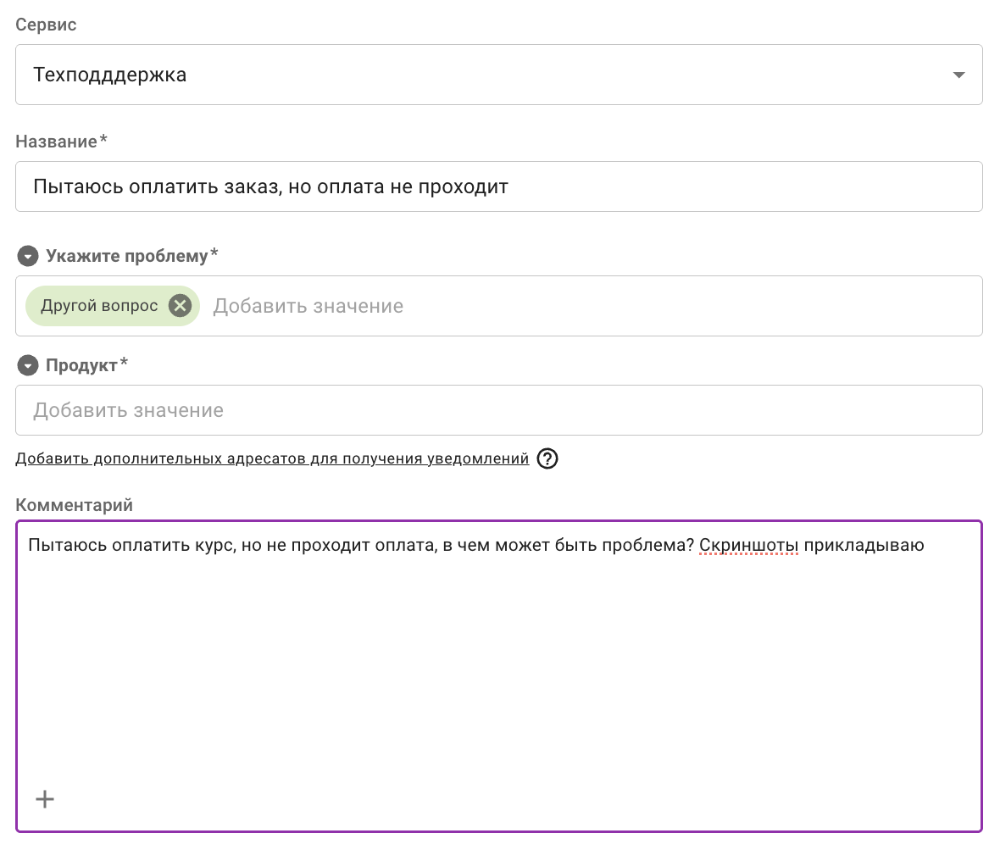 Сервис
Техподддержка
Название*
Пытаюсь оплатить заказ, но оплата не проходит
Укажите проблему*
Другой вопрос Добавить значение
Продукт*
Добавить значение
Добавить дополнительных адресатов для получения уведомлений ?
Комментарий
Пытаюсь оплатить курс, но не проходит оплата, в чем может быть проблема? Скриншоты прикладываю